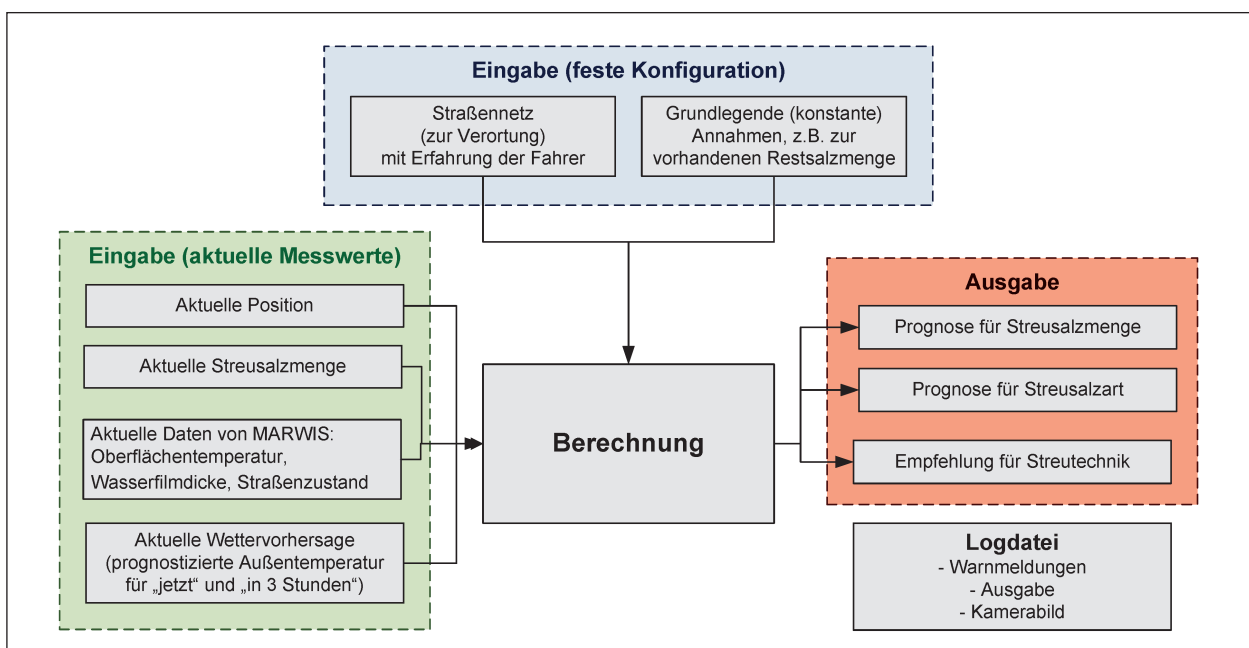 Eingabe (feste Konfiguration)
Straßennetz
(zur Verortung)
mit Erfahrung der Fahrer
Grundlegende (konstante)
Annahmen, z.B. zur
vorhandenen Restsalzmenge
Eingabe (aktuelle Messwerte)
Aktuelle Position
Aktuelle Streusalzmenge
Aktuelle Daten von MARWIS:
Oberflächentemperatur,
Wasserfilmdicke, Straßenzustand
Aktuelle Wettervorhersage
(prognostizierte Außentemperatur
für „jetzt“ und „in 3 Stunden“)
Berechnung
Ausgabe
Prognose für Streusalzmenge
Prognose für Streusalzart
Empfehlung für Streutechnik
Logdatei
- Warnmeldungen
- Ausgabe
- Kamerabild